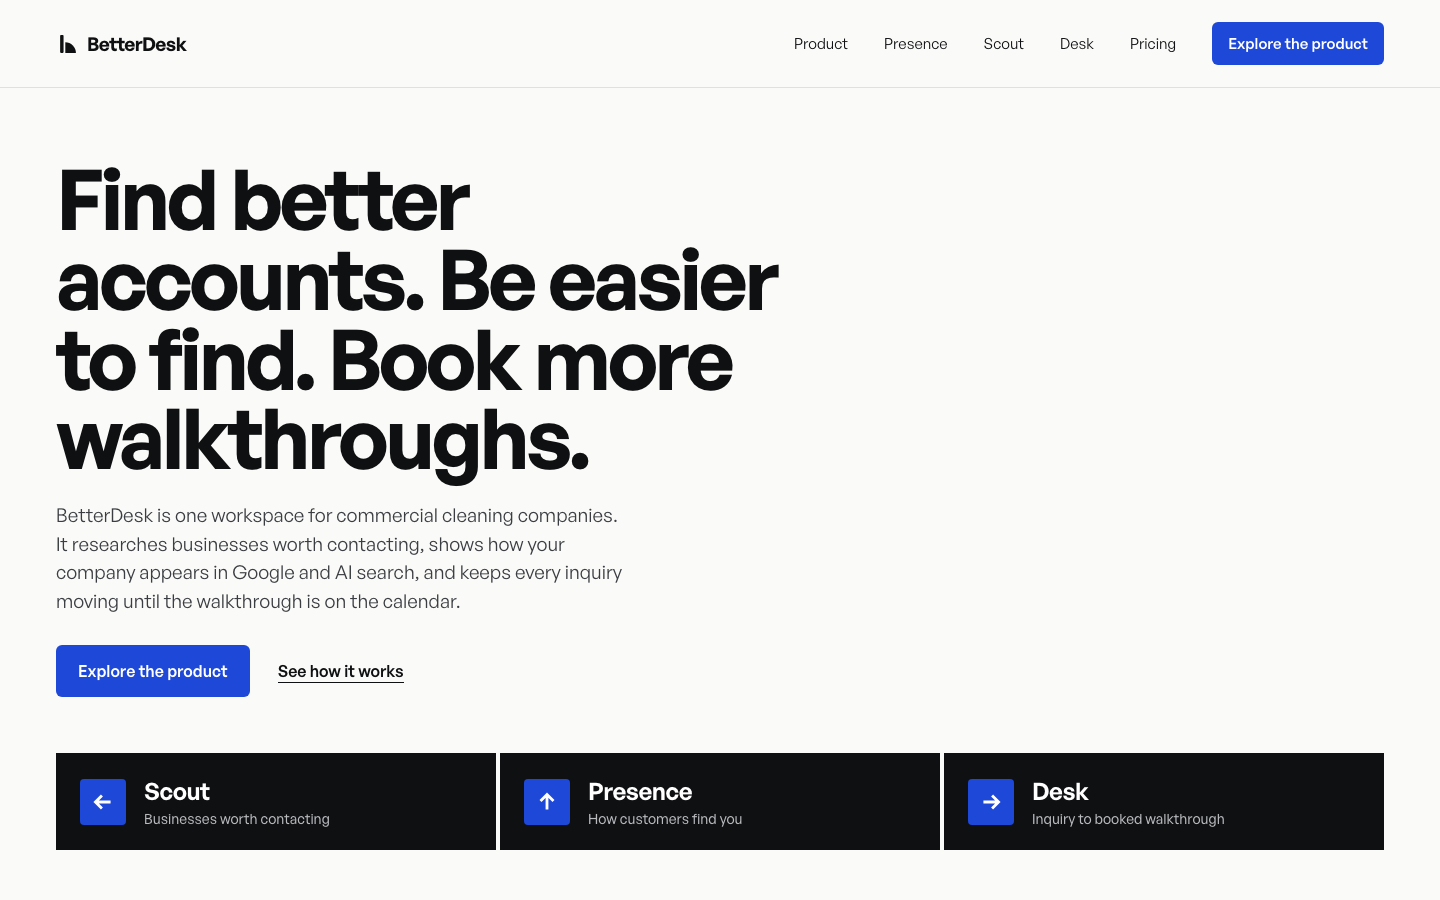 BetterDesk
Product
Presence
Scout
Desk
Pricing
Explore the product
Find better
accounts. Be easier
to find. Book more
walkthroughs.
BetterDesk is one workspace for commercial cleaning companies.
It researches businesses worth contacting, shows how your
company appears in Google and AI search, and keeps every inquiry
moving until the walkthrough is on the calendar.
Explore the product
See how it works
Scout
Businesses worth contacting
Presence
How customers find you
Desk
Inquiry to booked walkthrough